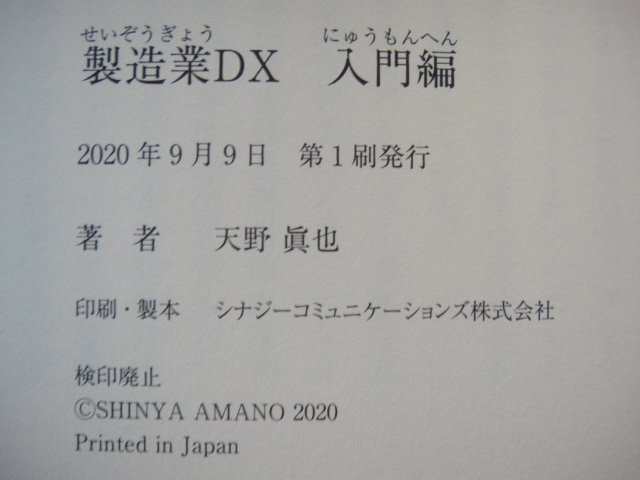 せいぞうぎょう　にゅうもんへん
製造業DX　入門編
2020年9月9日　第1刷発行
著　者　天野 眞也
印刷・製本　シナジーコミュニケーションズ株式会社
検印廃止
©SHINYA AMANO 2020
Printed in Japan